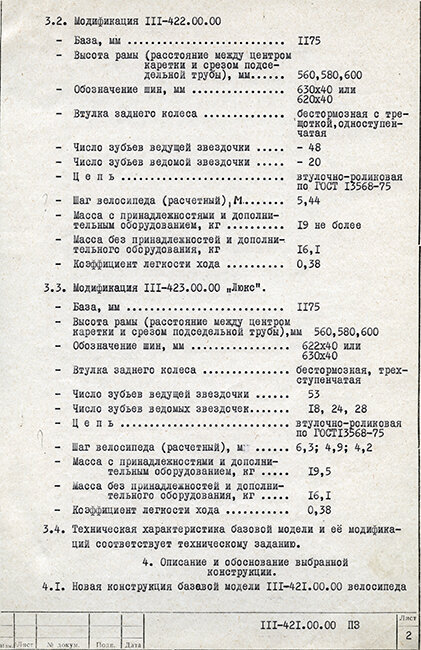 3.2. Модификация III-422.00.00
- База, мм ..................... II75
- Высота рамы (расстояние между центром
каретки и срезом подсе-
дельной трубы), мм...... 560,580,600
- Обозначение шин, мм .............. 630х40 или
620х40
- Втулка заднего колеса ............ бестормозная с тре-
щоткой,одноступен-
чатая
- Число зубьев ведущей звездочки ..... - 48
- Число зубьев ведомой звездочки ..... - 20
- Ц е п ь .......................... втулочно-роликовая
по ГОСТ I3568-75
- Шаг велосипеда (расчетный), м....... 5,44
- Масса с принадлежностями и дополни-
тельным оборудованием, кг ....... I9 не более
- Масса без принадлежностей и дополни-
тельного оборудования, кг I6,I
- Коэффициент легкости хода .......... 0,38
3.3. Модификация III-423.00.00 „Люкс".
- База, мм ......................... II75
- Высота рамы (расстояние между центром
каретки и срезом подседельной трубы),мм 560,580,600
- Обозначение шин, мм ................ 622х40 или
630х40
- Втулка заднего колеса .............. бестормозная, трех-
ступенчатая
- Число зубьев ведущей звездочки ..... 53
- Число зубьев ведомых звездочек...... I8, 24, 28
- Ц е п ь ............................ втулочно-роликовая
по ГОСТI3568-75
- Шаг велосипеда (расчетный), м ...... 6,3; 4,9; 4,2
- Масса с принадлежностями и дополни-
тельным оборудованием, кг ..... I9,5
- Масса без принадлежностей и дополни-
тельного оборудования, кг ..... I6,I
- Коэффициент легкости хода .......... 0,38
3.4. Техническая характеристика базовой модели и её модифика-
ций соответствует техническому заданию.
4. Описание и обоснование выбранной
конструкции.
4.I. Новая конструкция базовой модели III-42I.00.00 велосипеда
III-42I.00.00 ПЗ
Лист
2
Лист № докум. Подп. Дата